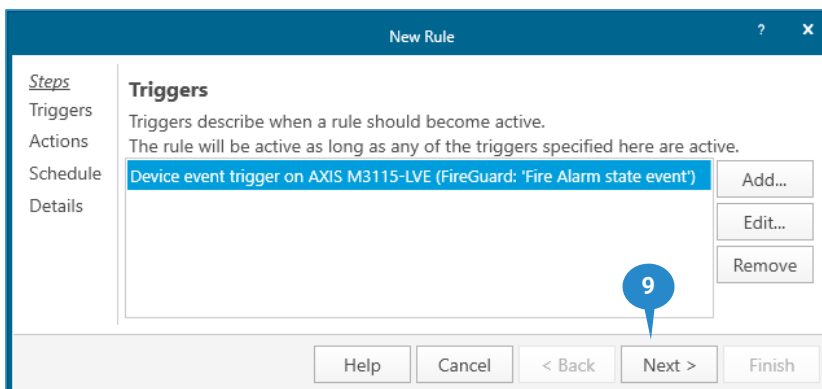 New Rule
? x
Steps
Triggers
Actions
Schedule
Details
Triggers
Triggers describe when a rule should become active.
The rule will be active as long as any of the triggers specified here are active.
Device event trigger on AXIS M3115-LVE (FireGuard: 'Fire Alarm state event')
Add...
Edit...
Remove
9
Help Cancel < Back Next > Finish